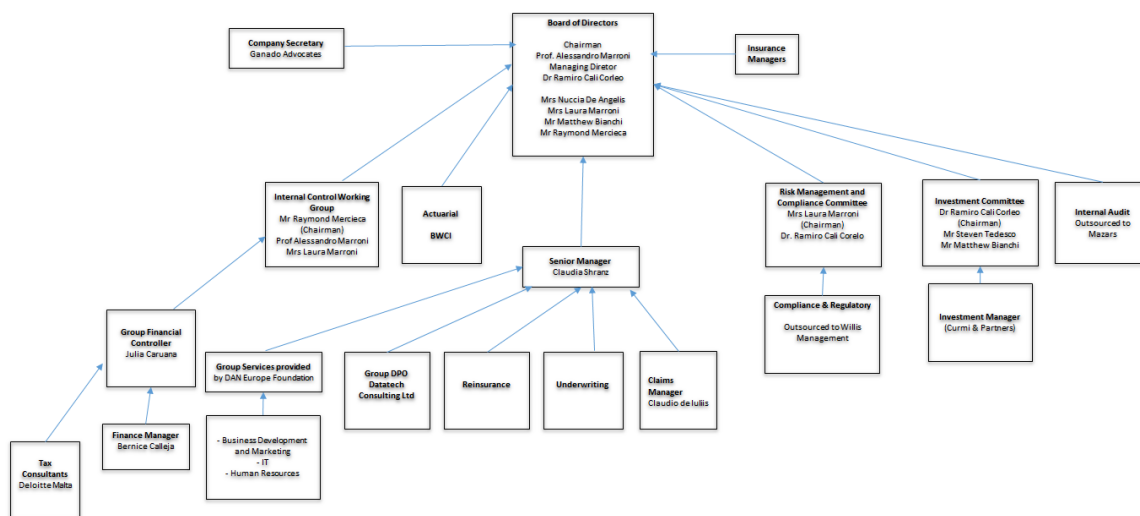 Board of Directors
Chairman
Prof. Alessandro Marroni
Managing Diretor
Dr Ramiro Cali Corleo
Mrs Nuccia De Angelis
Mrs Laura Marroni
Mr Matthew Bianchi
Mr Raymond Mercieca
Company Secretary
Ganado Advocates
Insurance
Managers
Internal Control Working
Group
Mr Raymond Mercieca
(Chairman)
Prof Alessandro Marroni
Mrs Laura Marroni
Actuarial
BWCI
Risk Management and
Compliance Committee
Mrs Laura Marroni
(Chairman)
Dr. Ramiro Cali Corelo
Investment Committee
Dr Ramiro Cali Corleo
(Chairman)
Mr Steven Tedesco
Mr Matthew Bianchi
Internal Audit
Outsourced to
Mazars
Senior Manager
Claudia Shranz
Compliance & Regulatory
Outsourced to Willis
Management
Investment Manager
(Curmi & Partners)
Group Financial
Controller
Julia Caruana
Group Services provided
by DAN Europe Foundation
Group DPO
Datatech
Consulting Ltd
Reinsurance
Underwriting
Claims
Manager
Claudio de Iuliis
Tax
Consultants
Deloitte Malta
Finance Manager
Bernice Calleja
- Business Development
and Marketing
- IT
- Human Resources